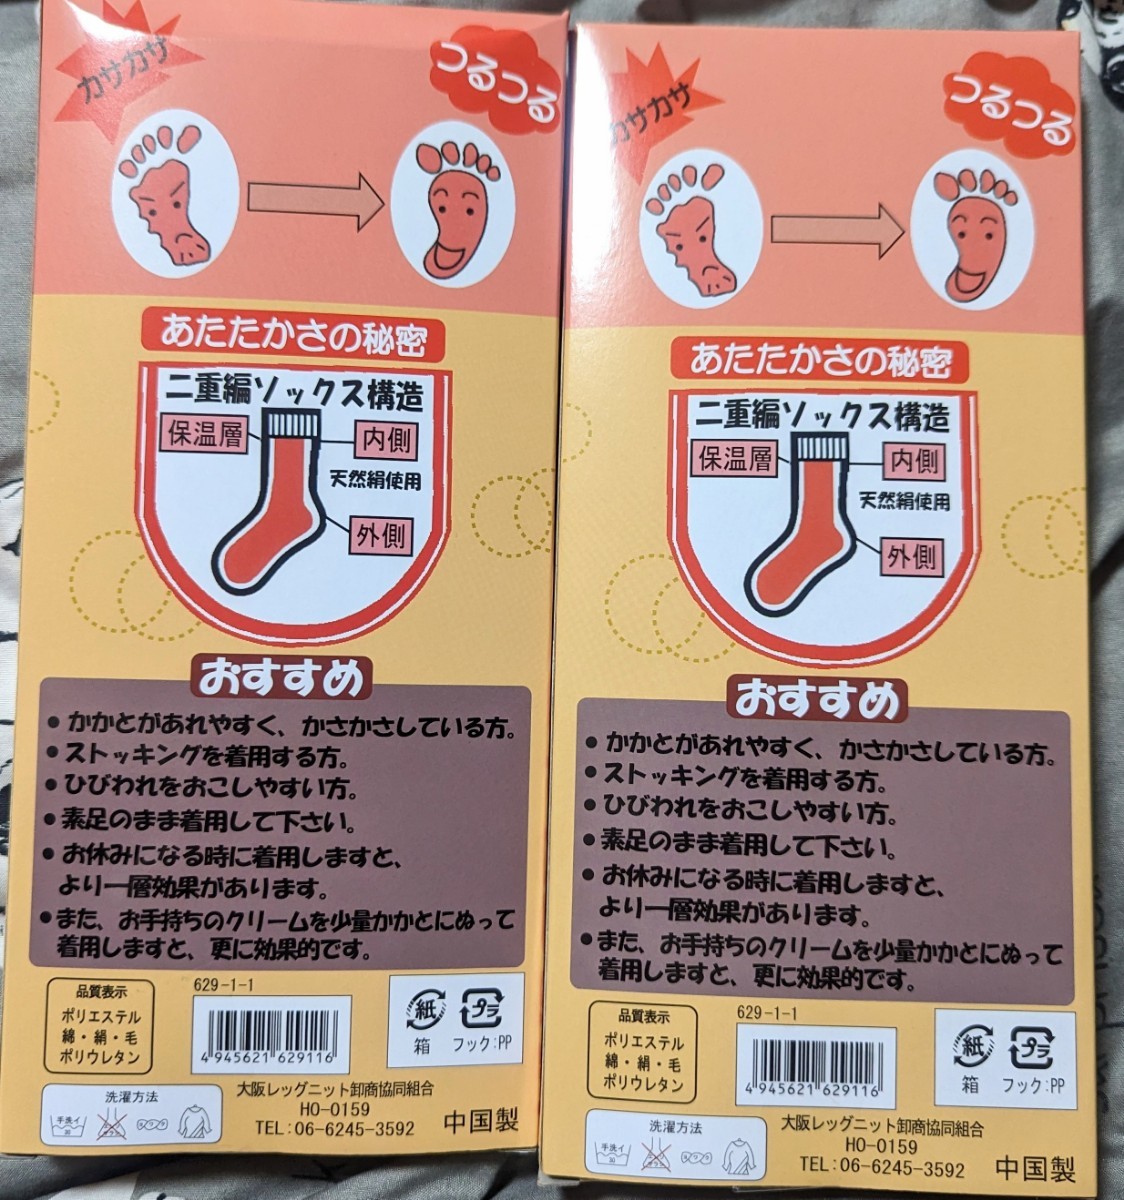 カサカサ
つるつる
あたたかさの秘密
二重編ソックス構造
保温層
内側
天然絹使用
外側
おすすめ
• かかとがあれやすく、かさかさしている方。
• ストッキングを着用する方。
• ひびわれをおこしやすい方。
• 素足のまま着用して下さい。
• お休みになる時に着用しますと、
より一層効果があります。
• また、お手持ちのクリームを少量かかとにぬって
着用しますと、更に効果的です。
品質表示
ポリエステル
綿・絹・毛
ポリウレタン
629-1-1
4 945621 629116
紙
箱
プラ
フック:PP
洗濯方法
手洗イ
30
大阪レッグニット卸商協同組合
HO-0159
TEL:06-6245-3592
中国製
カサカサ
つるつる
あたたかさの秘密
二重編ソックス構造
保温層
内側
天然絹使用
外側
おすすめ
• かかとがあれやすく、かさかさしている方。
• ストッキングを着用する方。
• ひびわれをおこしやすい方。
• 素足のまま着用して下さい。
• お休みになる時に着用しますと、
より一層効果があります。
• また、お手持ちのクリームを少量かかとにぬって
着用しますと、更に効果的です。
品質表示
ポリエステル
綿・絹・毛
ポリウレタン
629-1-1
4 945621 629116
紙
箱
プラ
フック:PP
洗濯方法
手洗イ
30
大阪レッグニット卸商協同組合
HO-0159
TEL:06-6245-3592
中国製